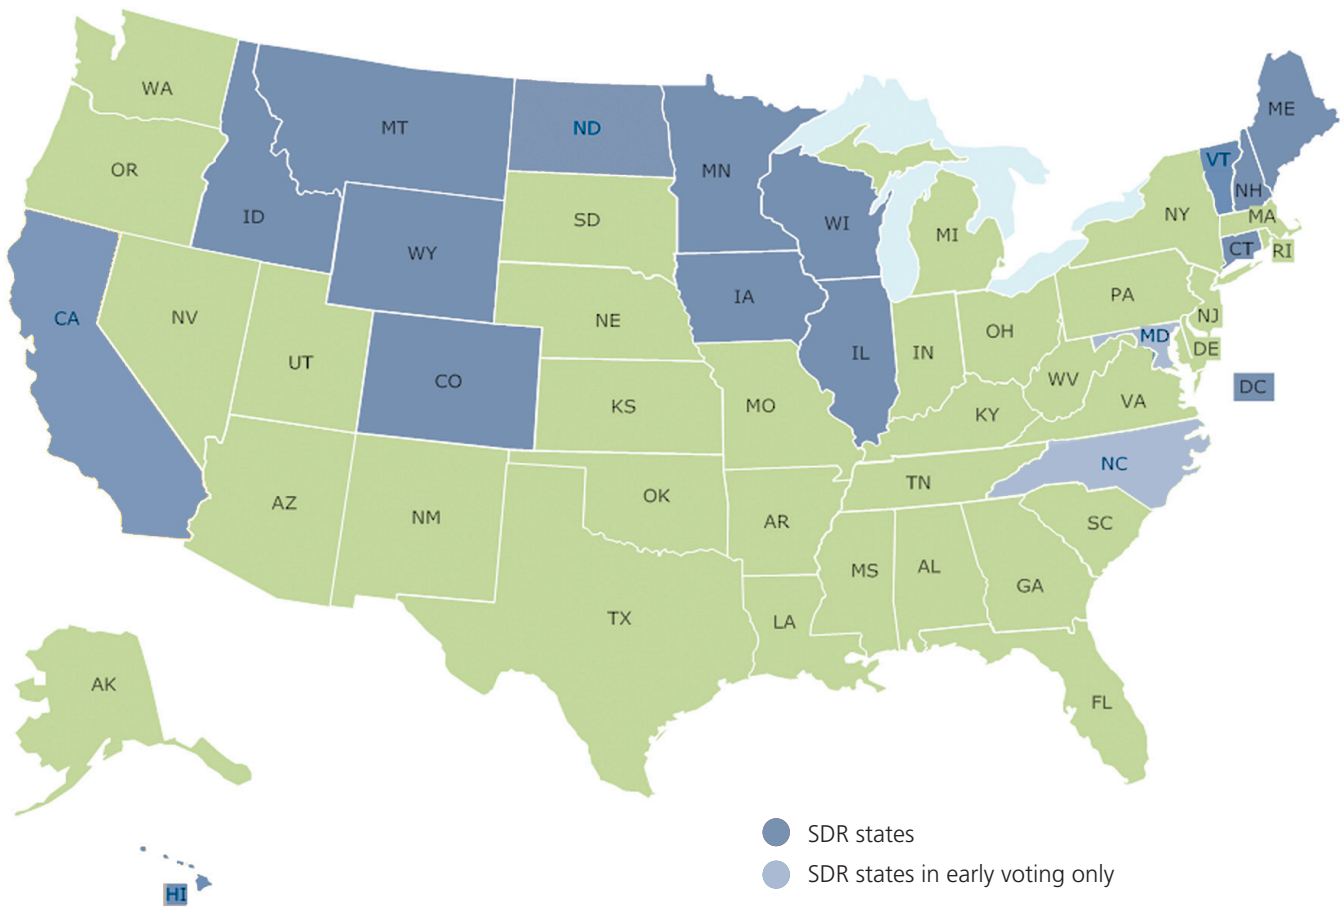 WA
MT
ND
ME
OR
MN
VT
NH
ID
SD
WI
NY
MA
MI
WY
CT
RI
IA
PA
CA
NV
NE
NJ
OH
MD
UT
IL
IN
DE
CO
WV
DC
KS
MO
VA
KY
NC
TN
AZ
OK
NM
AR
SC
MS
AL
GA
TX
LA
AK
FL
SDR states
SDR states in early voting only
HI